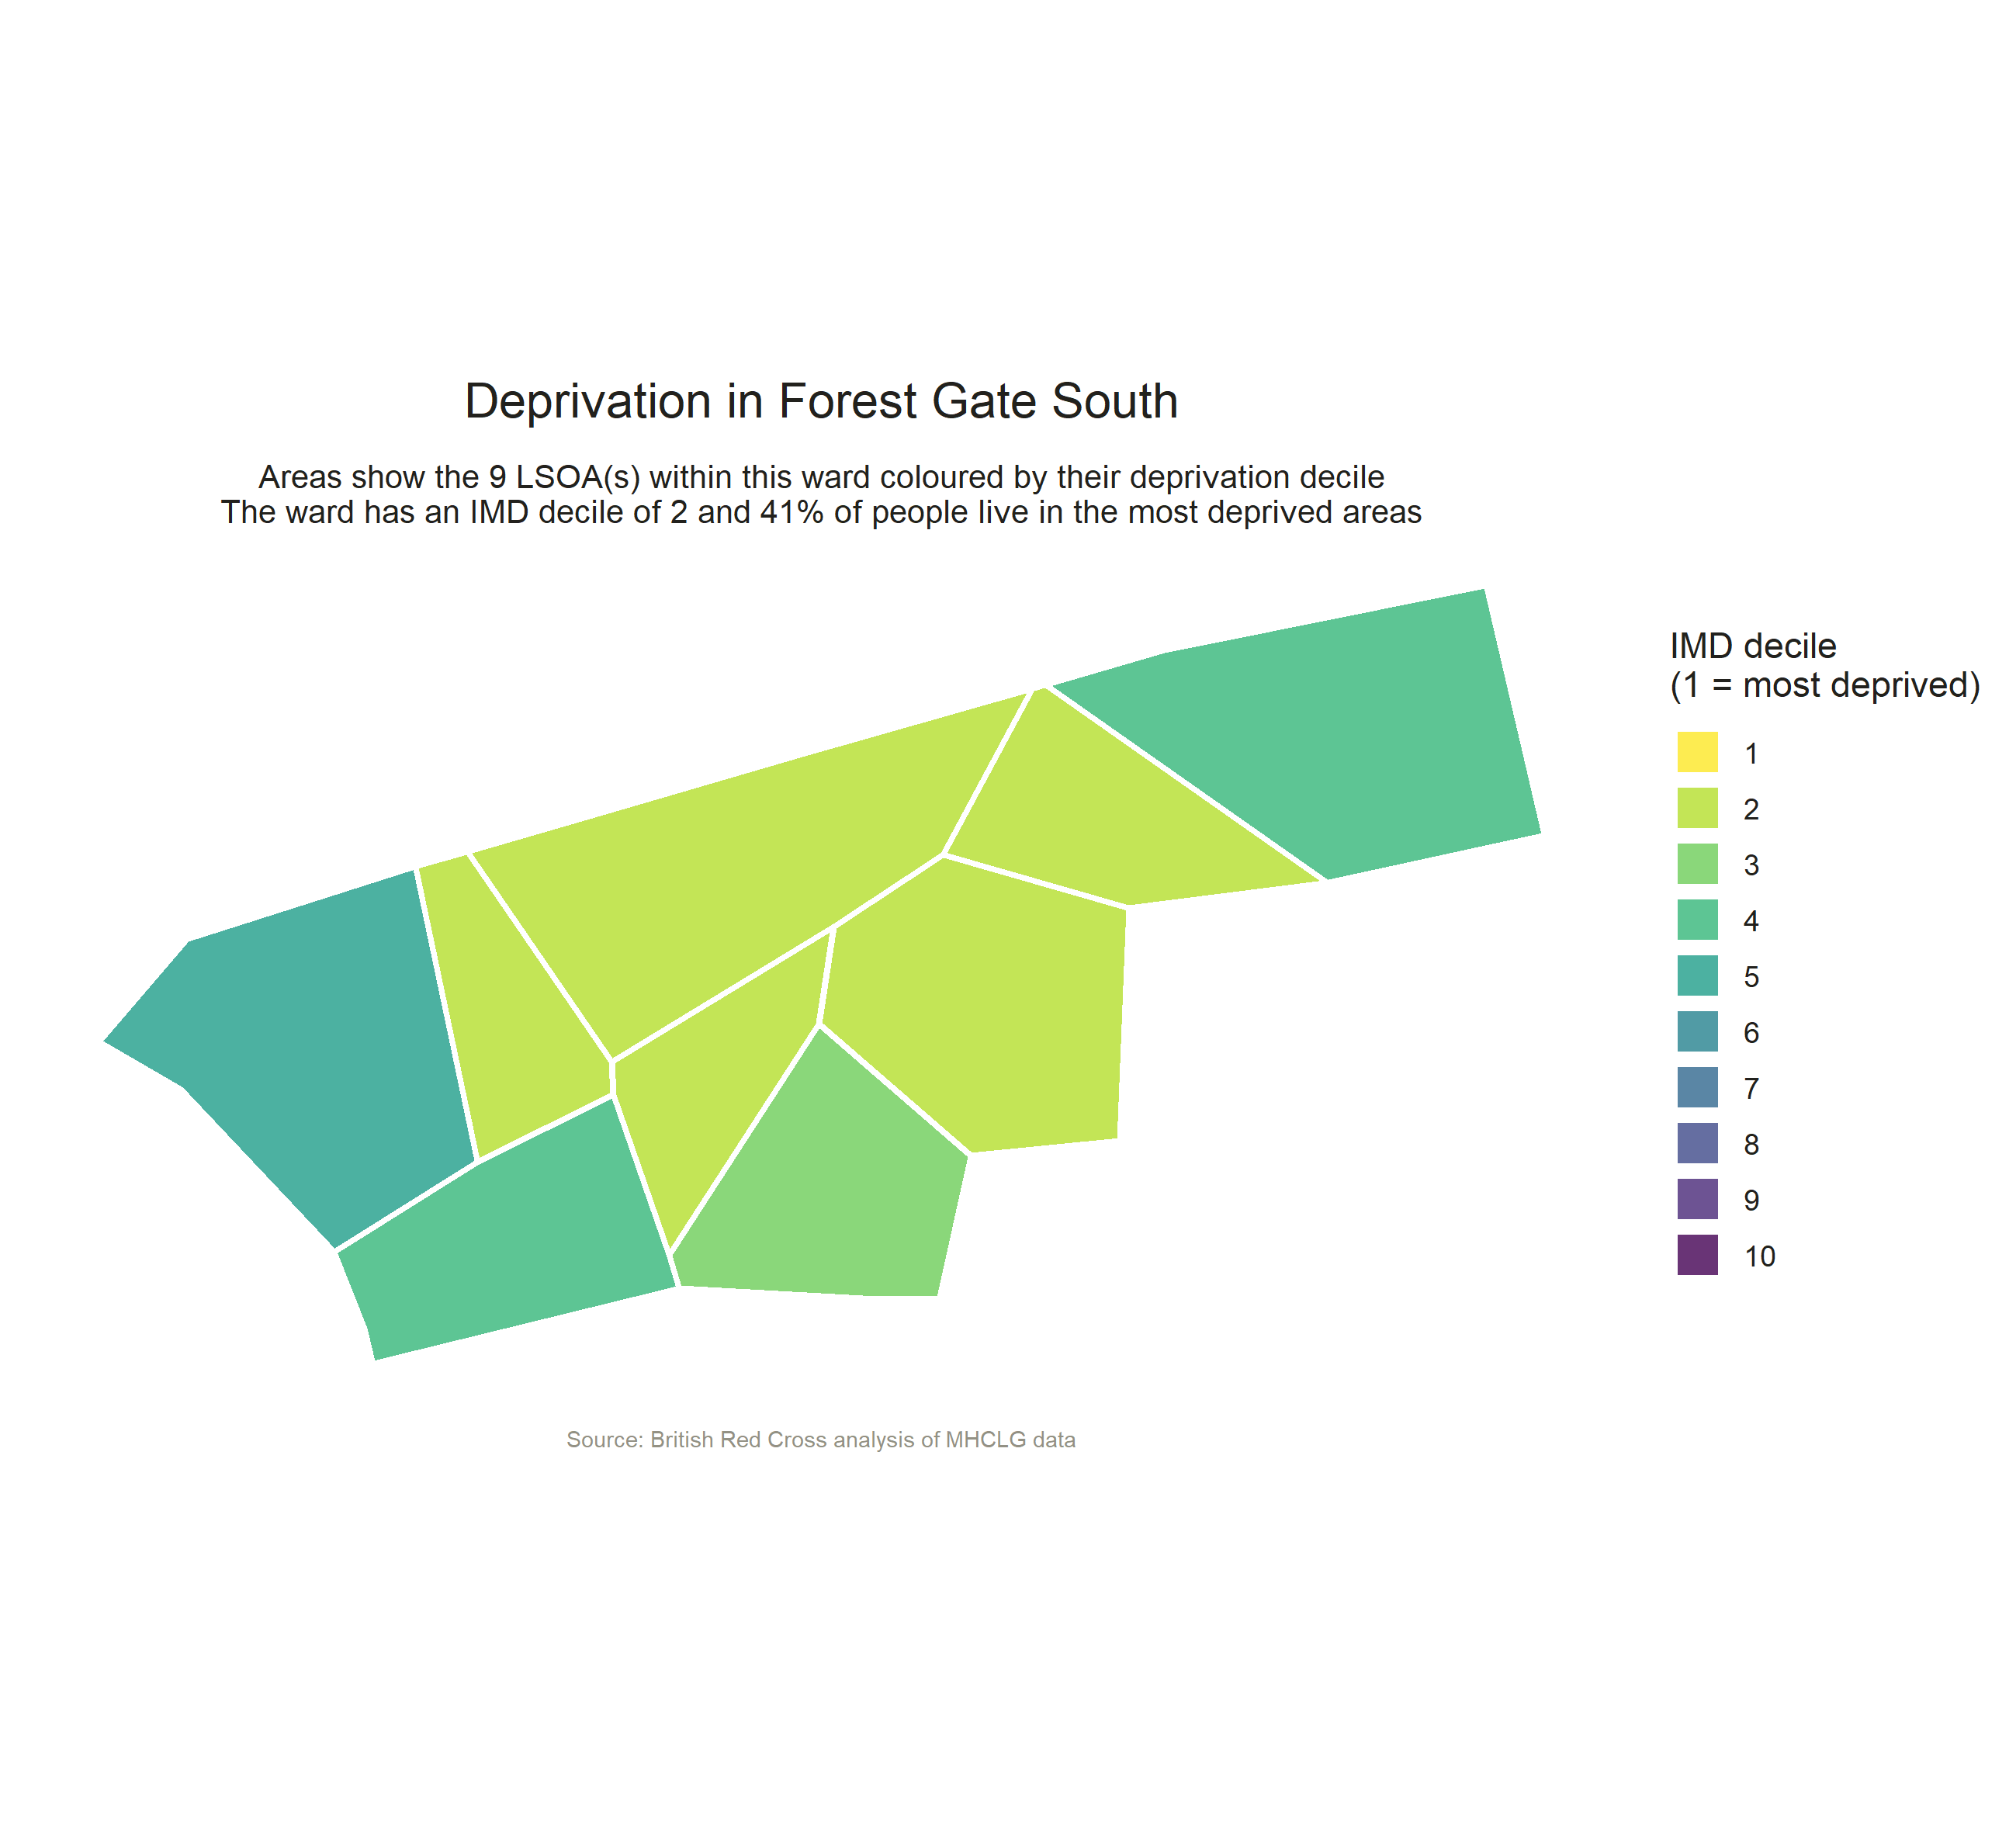 Deprivation in Forest Gate South
Areas show the 9 LSOA(s) within this ward coloured by their deprivation decile
The ward has an IMD decile of 2 and 41% of people live in the most deprived areas
IMD decile
(1 = most deprived)
1
2
3
4
5
6
7
8
9
10
Source: British Red Cross analysis of MHCLG data